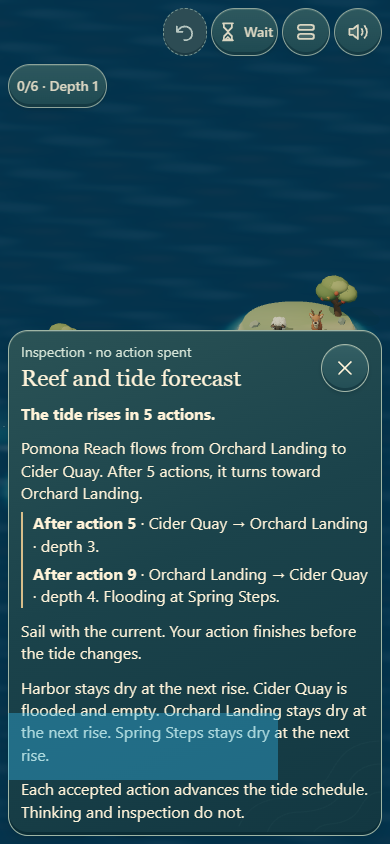 Wait
0/6 · Depth 1
Inspection · no action spent
Reef and tide forecast
The tide rises in 5 actions.
Pomona Reach flows from Orchard Landing to
Cider Quay. After 5 actions, it turns toward
Orchard Landing.
After action 5 · Cider Quay → Orchard Landing
· depth 3.
After action 9 · Orchard Landing → Cider Quay
· depth 4. Flooding at Spring Steps.
Sail with the current. Your action finishes before
the tide changes.
Harbor stays dry at the next rise. Cider Quay is
flooded and empty. Orchard Landing stays dry at
the next rise. Spring Steps stays dry at the next
rise.
Each accepted action advances the tide schedule.
Thinking and inspection do not.